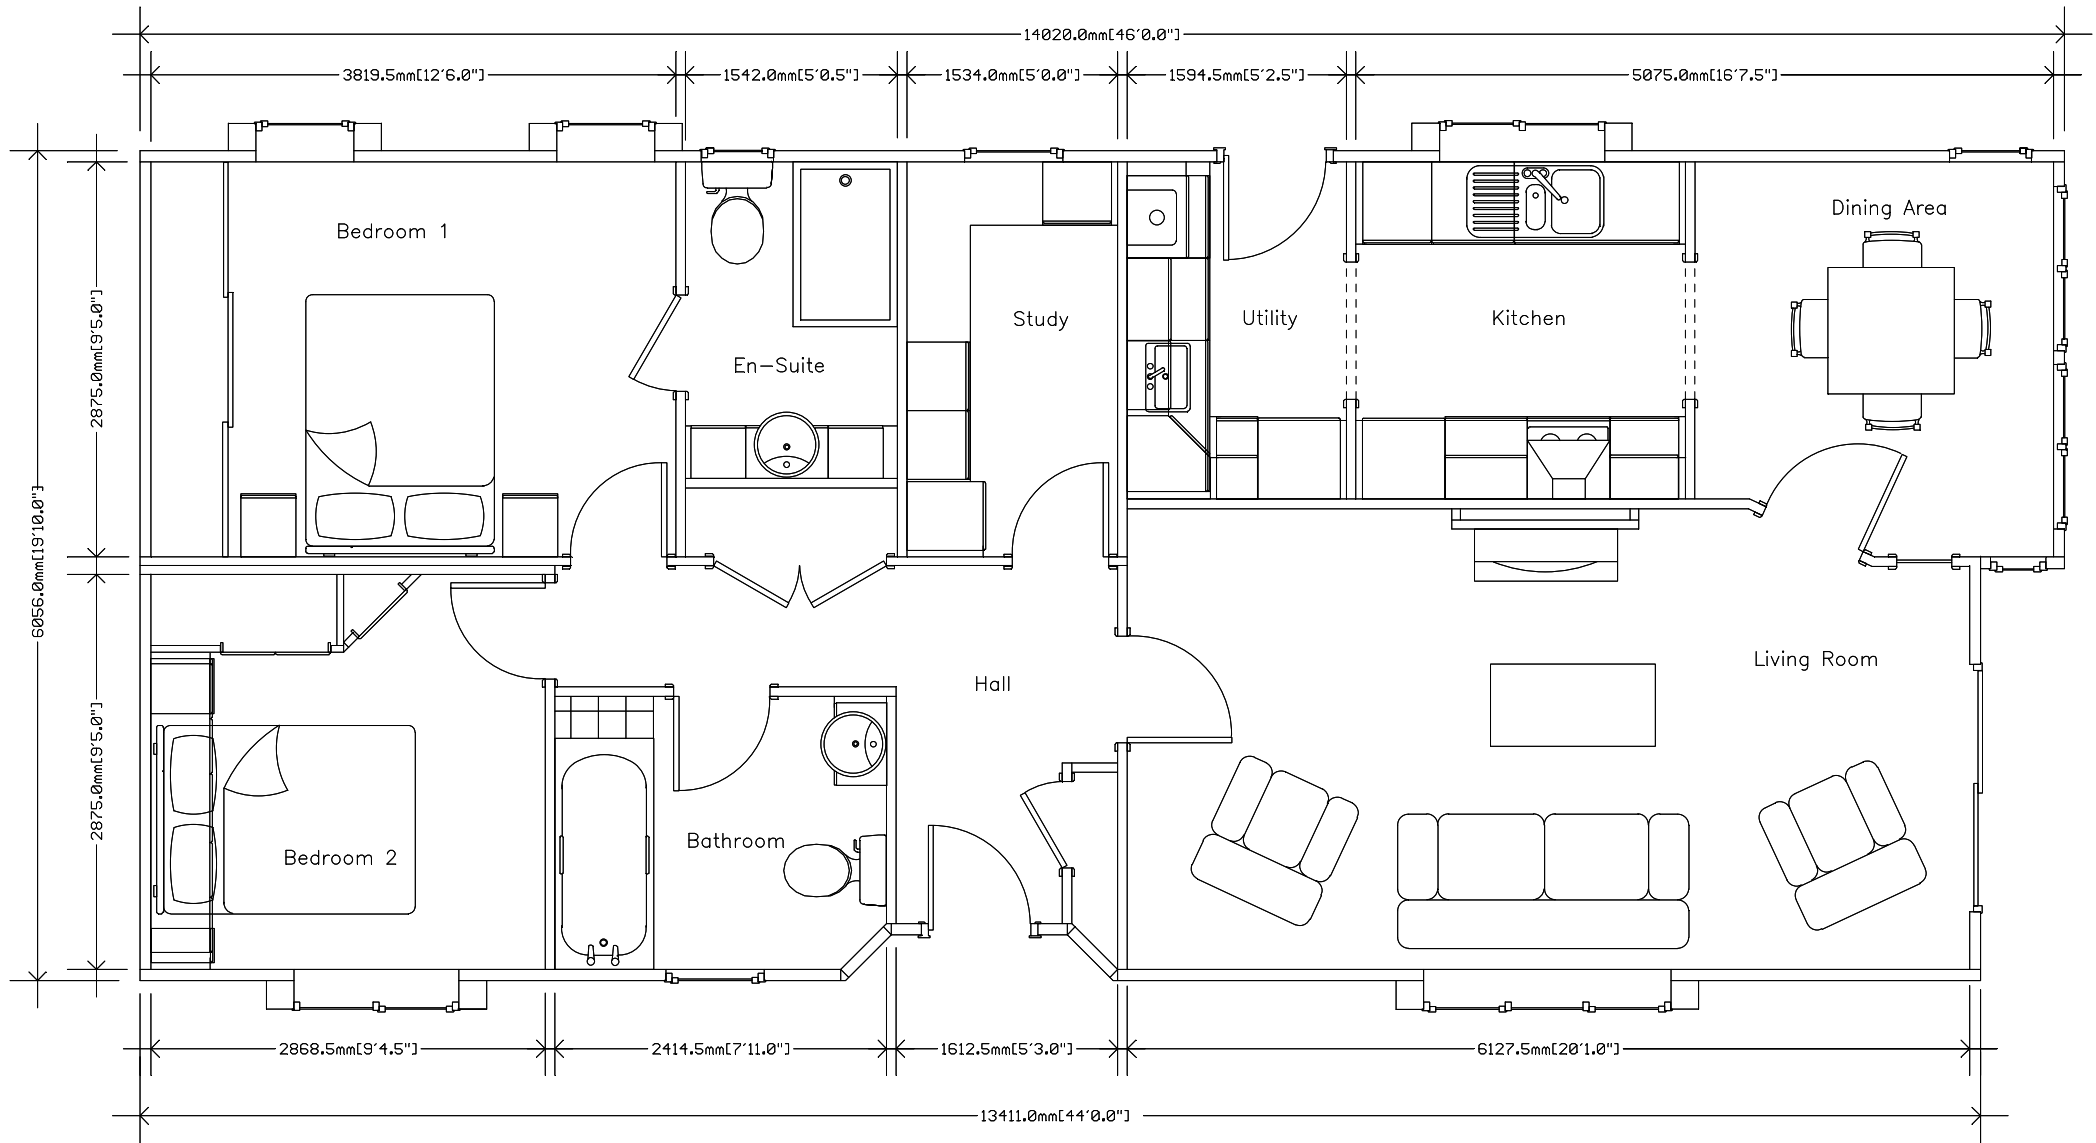 14020.0mm[46'0.0"]
3819.5mm[12'6.0"]
1542.0mm[5'0.5"]
1534.0mm[5'0.0"]
1594.5mm[5'2.5"]
5075.0mm[16'7.5"]
Dining Area
Bedroom 1
Study
Utility
Kitchen
En-Suite
2875.0mm[9'5.0"]
6056.0mm[19'10.0"]
Living Room
Hall
2875.0mm[9'5.0"]
Bathroom
Bedroom 2
2868.5mm[9'4.5"]
2414.5mm[7'11.0"]
1612.5mm[5'3.0"]
6127.5mm[20'1.0"]
13411.0mm[44'0.0"]